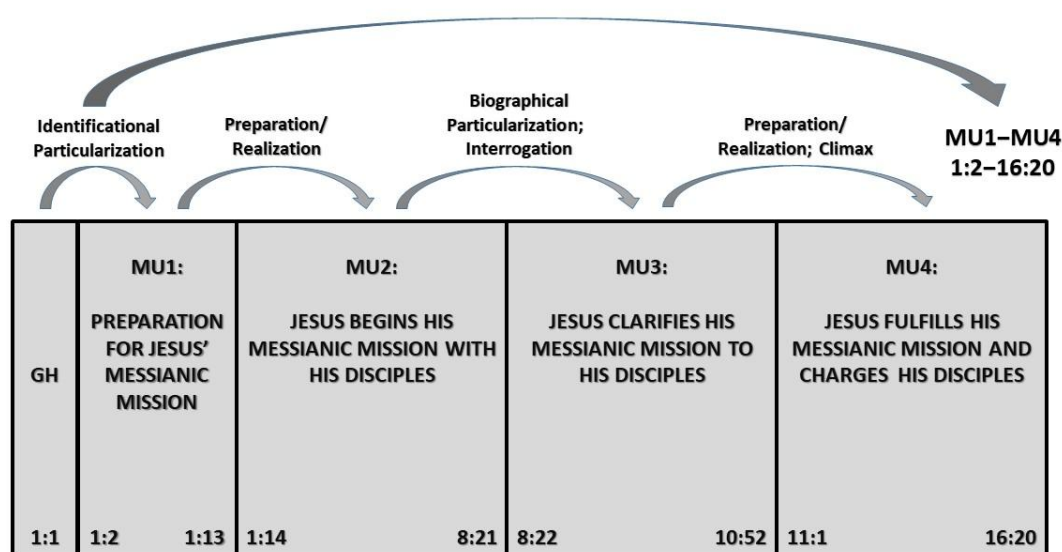 Identificational
Particularization
Preparation/
Realization
Biographical
Particularization;
Interrogation
Preparation/
Realization; Climax
MU1–MU4
1:2–16:20
GH
1:1
MU1:
PREPARATION
FOR JESUS’
MESSIANIC
MISSION
1:2 1:13
MU2:
JESUS BEGINS HIS
MESSIANIC MISSION WITH
HIS DISCIPLES
1:14 8:21
MU3:
JESUS CLARIFIES HIS
MESSIANIC MISSION TO
HIS DISCIPLES
8:22 10:52
MU4:
JESUS FULFILLS HIS
MESSIANIC MISSION AND
CHARGES HIS DISCIPLES
11:1 16:20